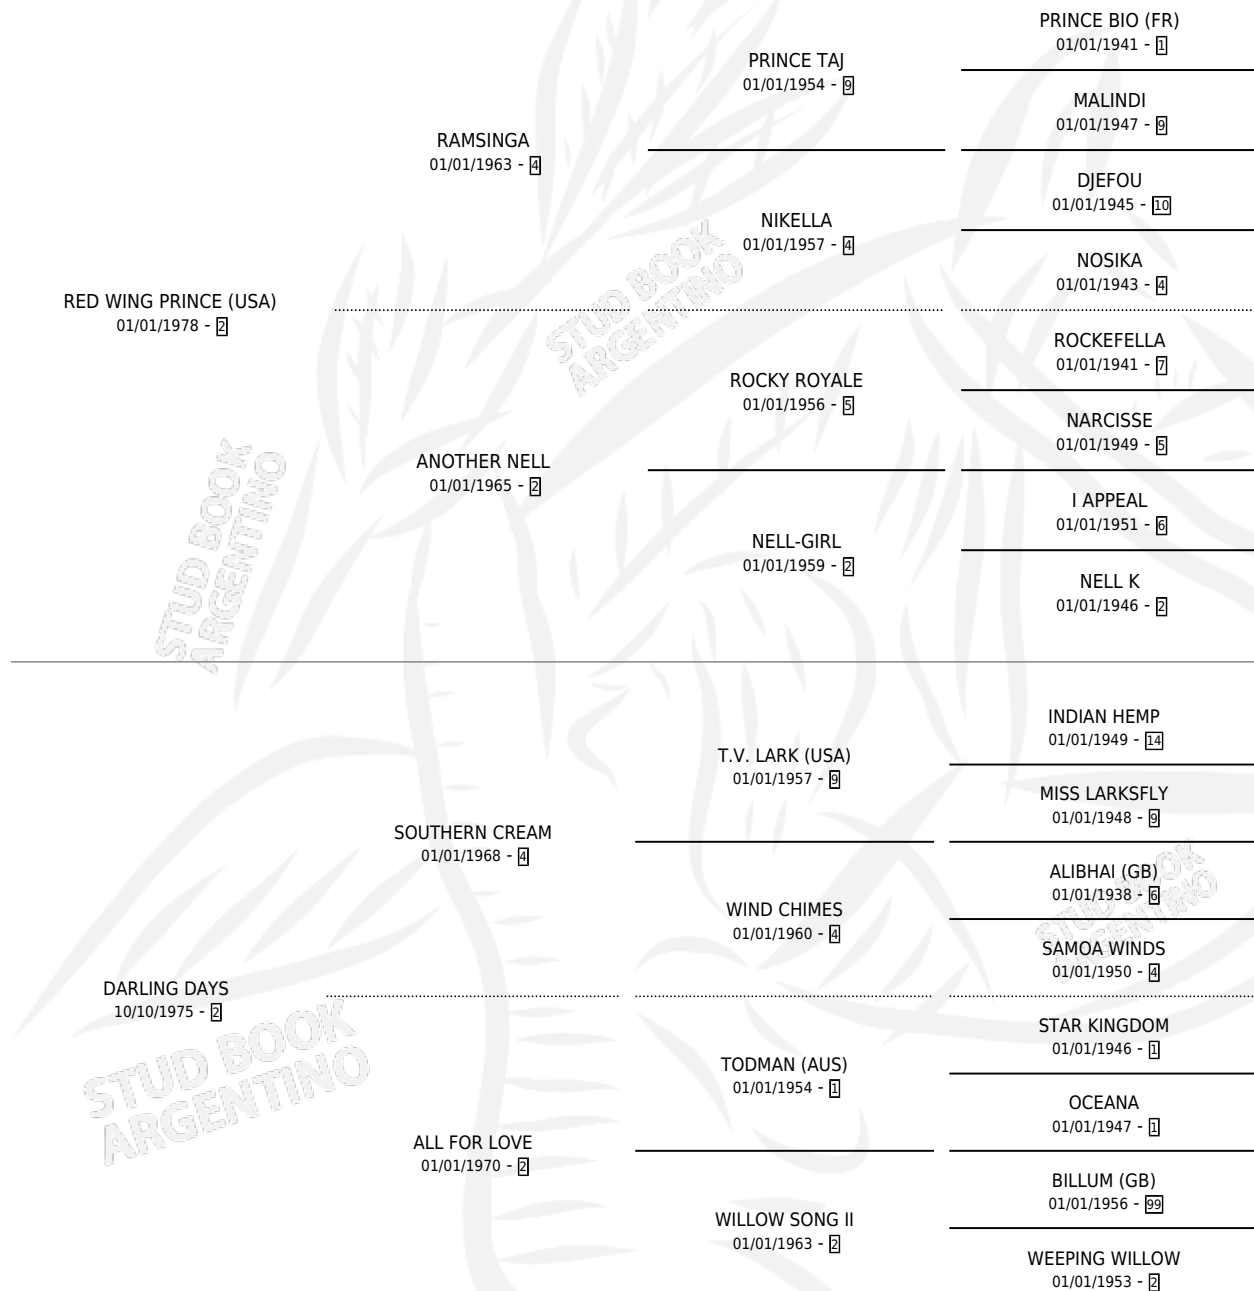 PRINCE BIO (FR)
01/01/1941 - 1
PRINCE TAJ
01/01/1954 - 9
MALINDI
01/01/1947 - 9
RAMSINGA
01/01/1963 - 4
DJEFOU
01/01/1945 - 10
NIKELLA
01/01/1957 - 4
NOSIKA
01/01/1943 - 4
RED WING PRINCE (USA)
01/01/1978 - 2
ROCKEFELLA
01/01/1941 - 7
ROCKY ROYALE
01/01/1956 - 5
NARCISSE
01/01/1949 - 5
ANOTHER NELL
01/01/1965 - 2
I APPEAL
01/01/1951 - 6
NELL-GIRL
01/01/1959 - 2
NELL K
01/01/1946 - 2
INDIAN HEMP
01/01/1949 - 14
T.V. LARK (USA)
01/01/1957 - 9
MISS LARKSFLY
01/01/1948 - 9
SOUTHERN CREAM
01/01/1968 - 4
ALIBHAI (GB)
01/01/1938 - 6
WIND CHIMES
01/01/1960 - 4
SAMOA WINDS
01/01/1950 - 4
DARLING DAYS
10/10/1975 - 2
STAR KINGDOM
01/01/1946 - 1
TODMAN (AUS)
01/01/1954 - 1
OCEANA
01/01/1947 - 1
ALL FOR LOVE
01/01/1970 - 2
BILLUM (GB)
01/01/1956 - 99
WILLOW SONG II
01/01/1963 - 2
WEEPING WILLOW
01/01/1953 - 2
STUD BOOK
ARGENTINO
STUD BOOK
ARGENTINO
STUD BOOK
ARGENTINO
STUD BOOK
ARGENTINO